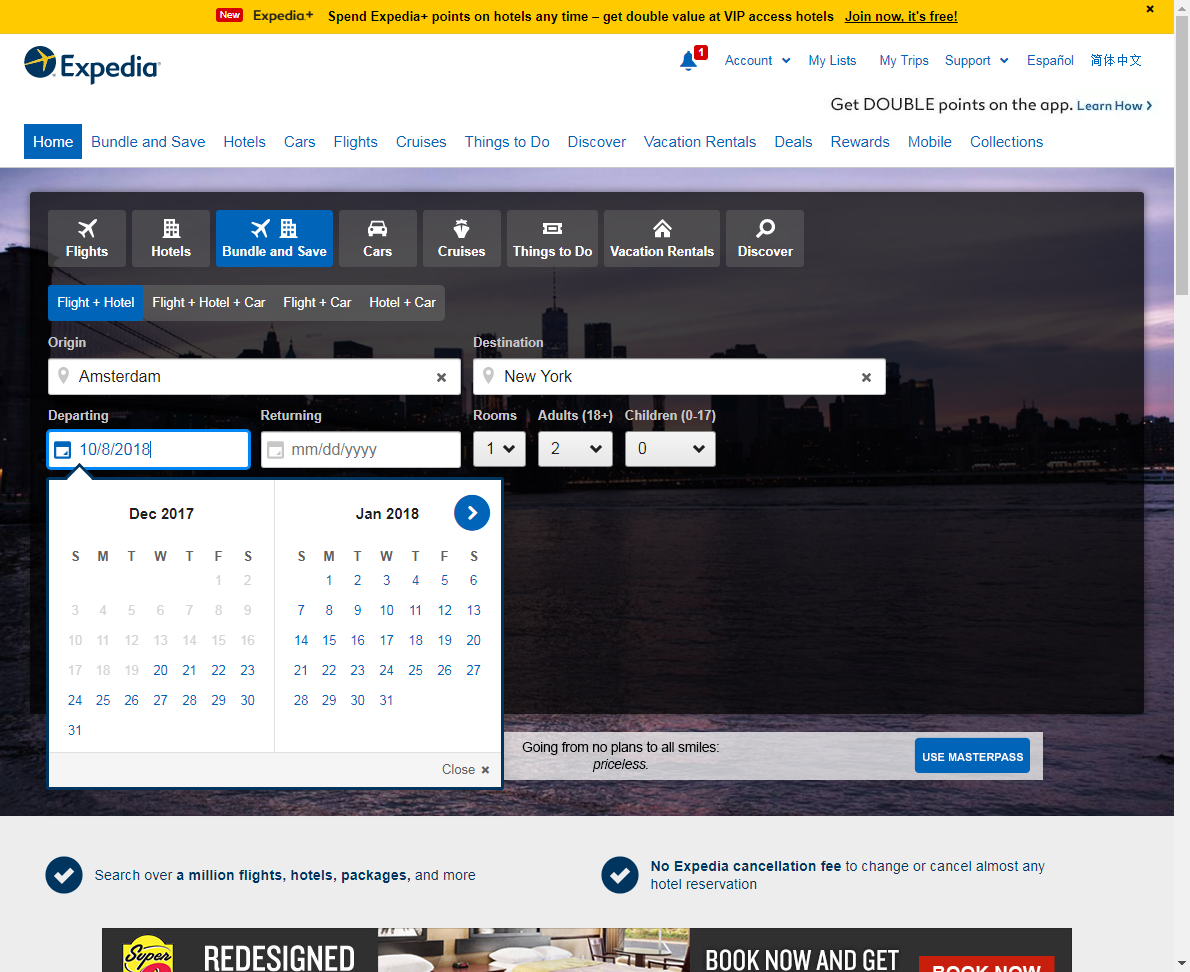 New Expedia+ Spend Expedia+ points on hotels any time – get double value at VIP access hotels Join now, it's free!
Expedia
1 Account My Lists My Trips Support Español 简体中文
Get DOUBLE points on the app. Learn How
Home Bundle and Save Hotels Cars Flights Cruises Things to Do Discover Vacation Rentals Deals Rewards Mobile Collections
Flights Hotels Bundle and Save Cars Cruises Things to Do Vacation Rentals Discover
Flight + Hotel Flight + Hotel + Car Flight + Car Hotel + Car
Origin Destination
Amsterdam New York
Departing Returning Rooms Adults (18+) Children (0-17)
10/8/2018 mm/dd/yyyy 1 2 0
Dec 2017 Jan 2018
S M T W T F S S M T W T F S
1 2 1 2 3 4 5 6
3 4 5 6 7 8 9 7 8 9 10 11 12 13
10 11 12 13 14 15 16 14 15 16 17 18 19 20
17 18 19 20 21 22 23 21 22 23 24 25 26 27
24 25 26 27 28 29 30 28 29 30 31
31
Close
Going from no plans to all smiles:
priceless.
USE MASTERPASS
Search over a million flights, hotels, packages, and more
No Expedia cancellation fee to change or cancel almost any
hotel reservation
Super
REDESIGNED
BOOK NOW AND GET
BOOK NOW